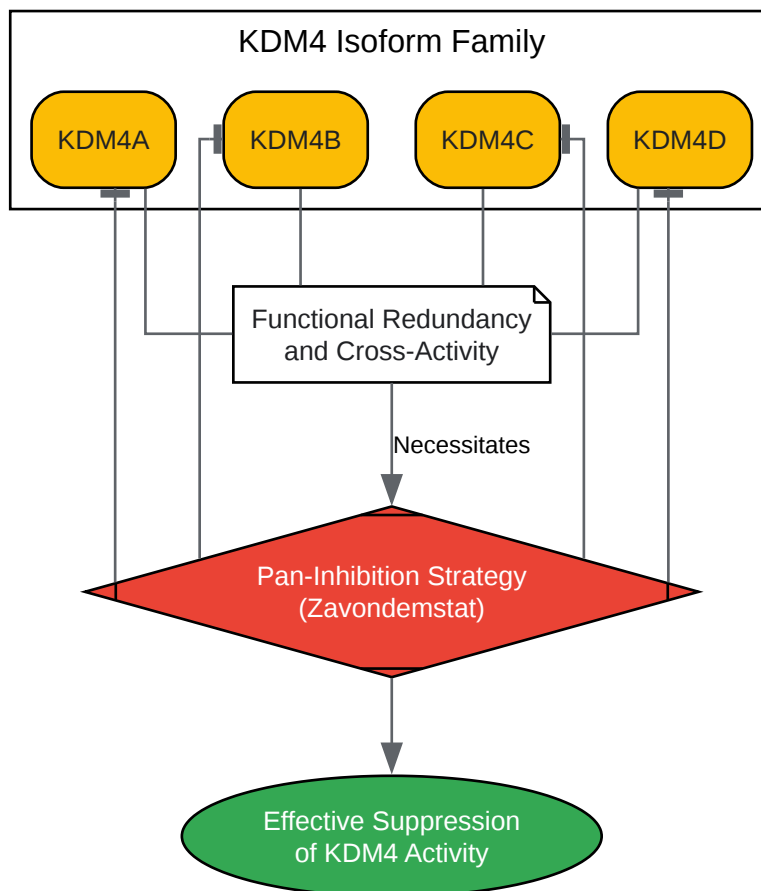 KDM4 Isoform Family
KDM4A
KDM4B
KDM4C
KDM4D
Functional Redundancy
and Cross-Activity
Necessitates
Pan-Inhibition Strategy
(Zavondemstat)
Effective Suppression
of KDM4 Activity